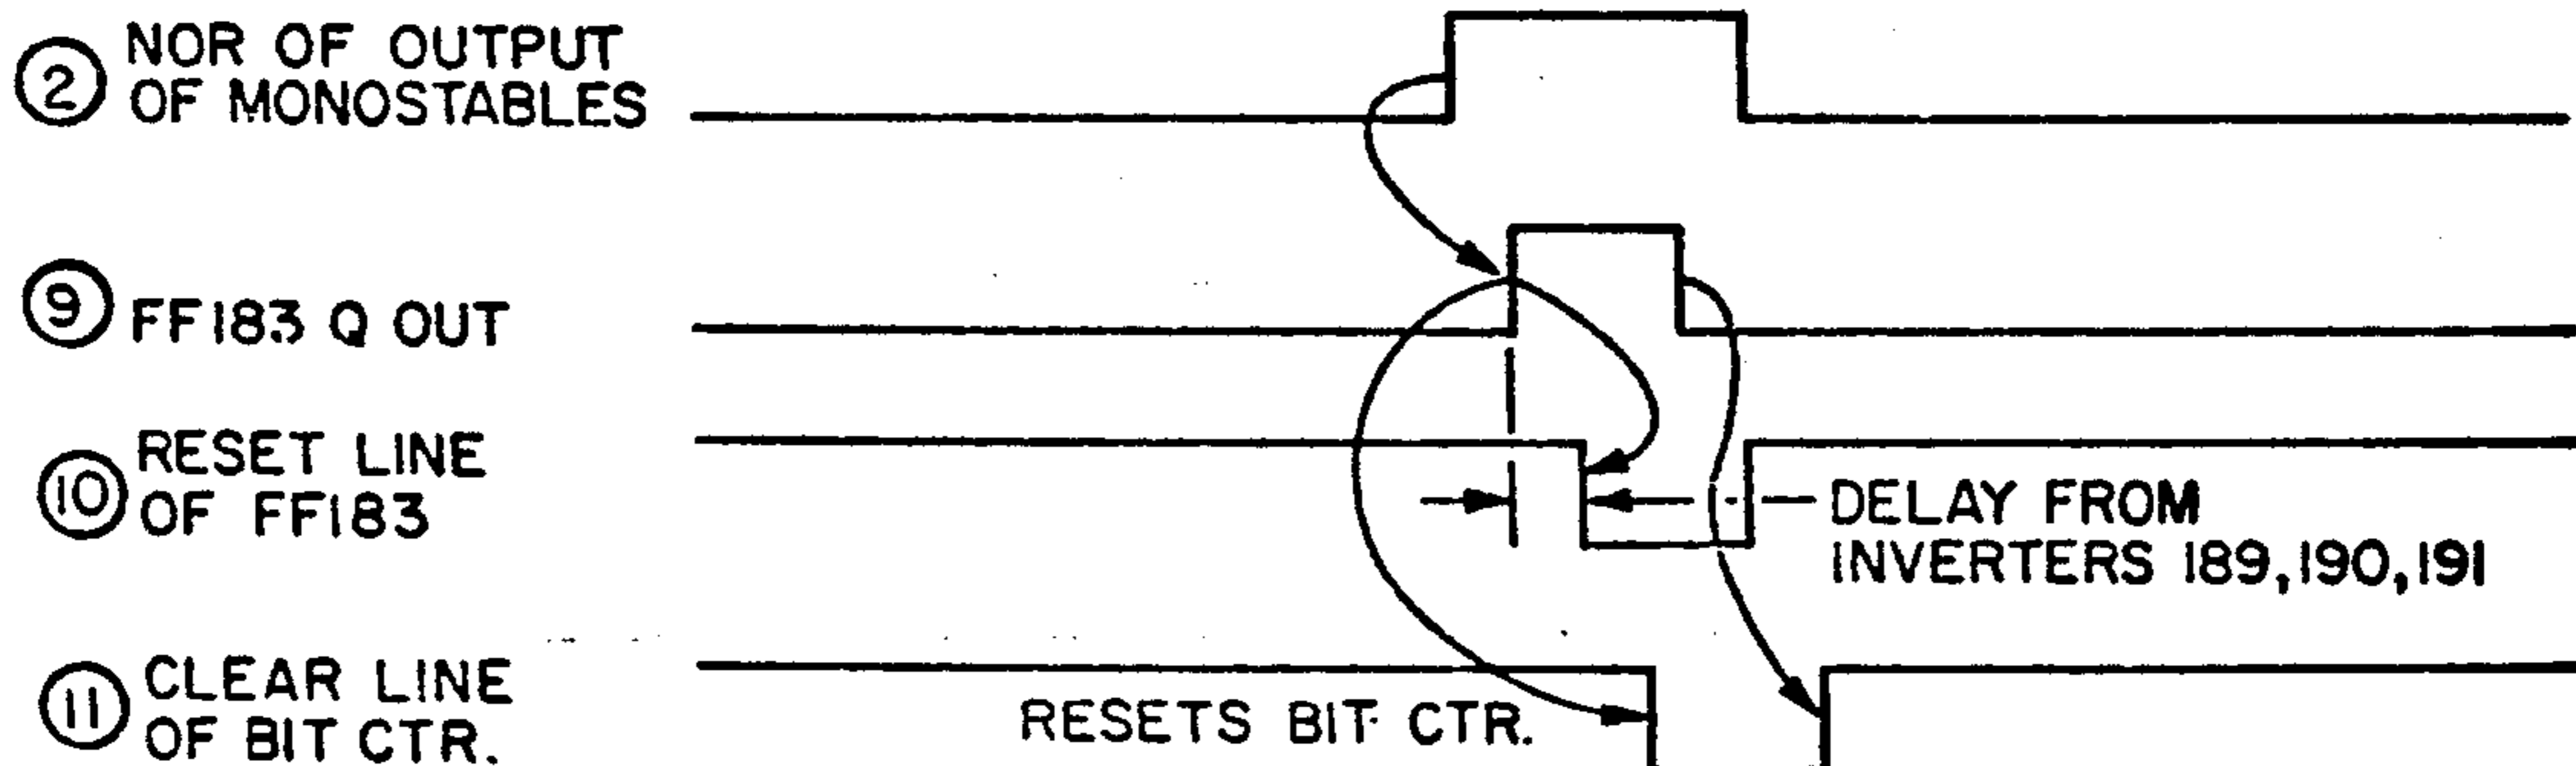 2 NOR OF OUTPUT
OF MONOSTABLES
9 FF183 Q OUT
10 RESET LINE
OF FF183
DELAY FROM
INVERTERS 189,190,191
11 CLEAR LINE
OF BIT CTR.
RESETS BIT CTR.